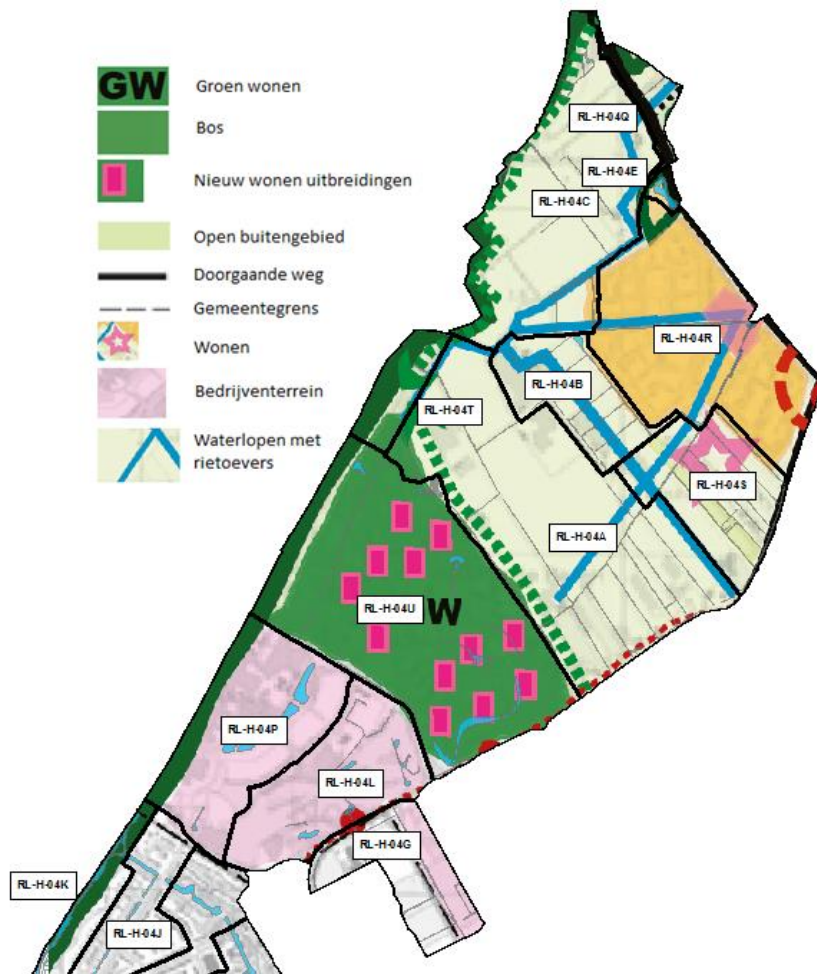 GW
Groen wonen
Bos
Nieuw wonen uitbreidingen
Open buitengebied
Doorgaande weg
Gemeentegrens
Wonen
Bedrijventerrein
Waterlopen met
rietoevers
RL-H-04Q
RL-H-04E
RL-H-04C
RL-H-04R
RL-H-04B
RL-H-04T
RL-H-04S
RL-H-04A
RL-H-04U
W
RL-H-04P
RL-H-04L
RL-H-04G
RL-H-04K
RL-H-04J